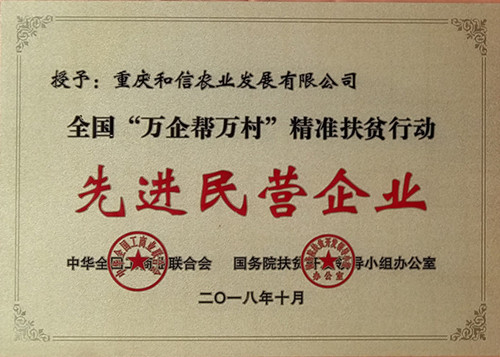 授予：重庆和信农业发展有限公司
全国“万企帮万村”精准扶贫行动
先进民营企业
中华全国工商业联合会 国务院扶贫开发领导小组办公室
二〇一八年十月